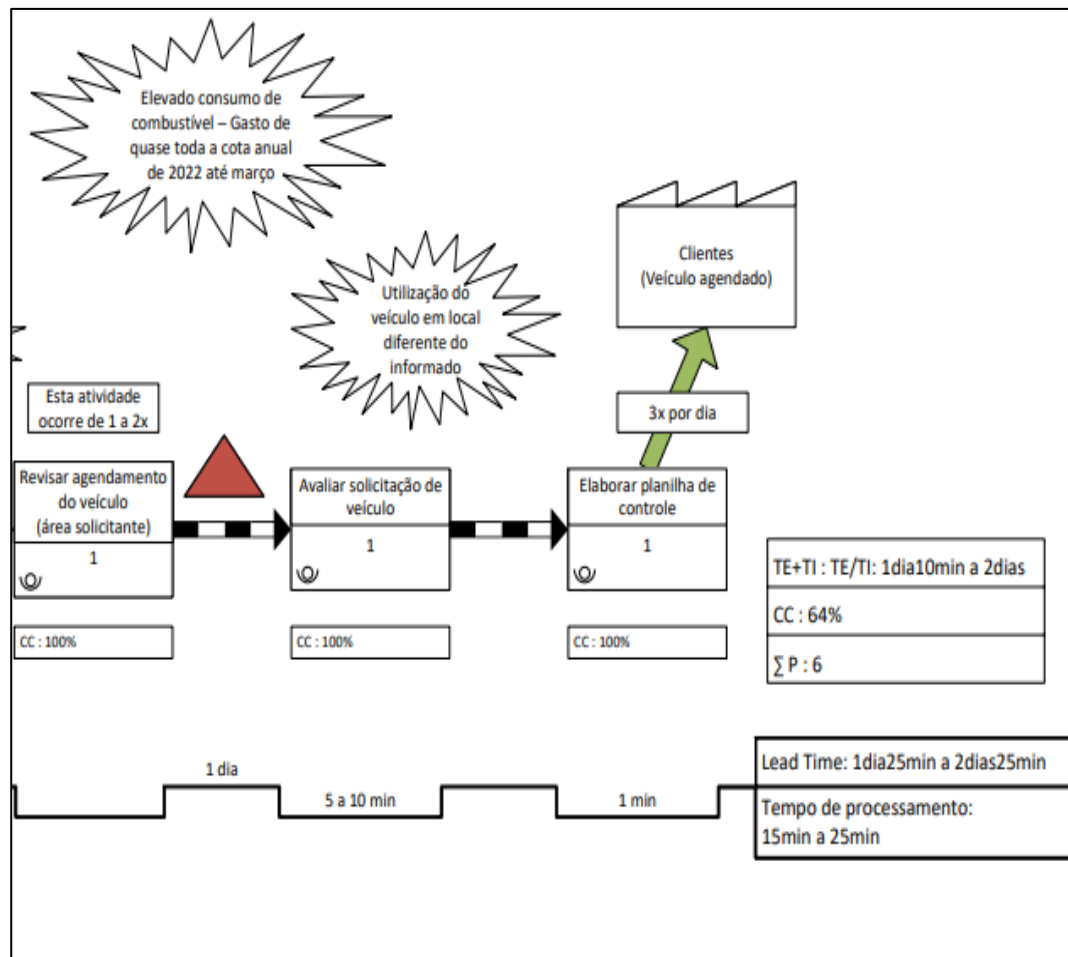 Elevado consumo de
combustível – Gasto de
quase toda a cota anual
de 2022 até março
Utilização do
veículo em local
diferente do
informado
Clientes
(Veículo agendado)
3x por dia
Esta atividade
ocorre de 1 a 2x
Revisar agendamento
do veículo
(área solicitante)
1
CC : 100%
Avaliar solicitação de
veículo
1
CC : 100%
Elaborar planilha de
controle
1
CC : 100%
TE+TI : TE/TI: 1dia10min a 2dias
CC : 64%
∑ P : 6
1 dia
5 a 10 min
1 min
Lead Time: 1dia25min a 2dias25min
Tempo de processamento:
15min a 25min